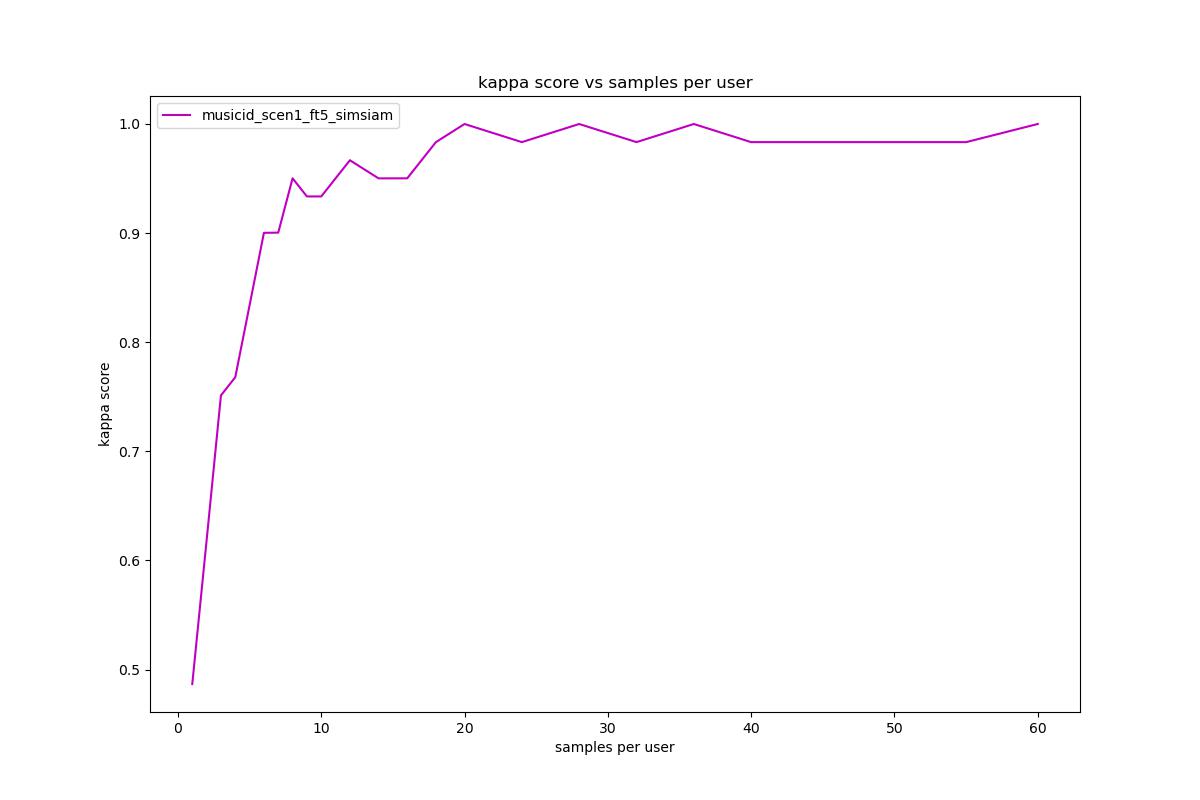 kappa score vs samples per user
musicid_scen1_ft5_simsiam
kappa score
1.0
0.9
0.8
0.7
0.6
0.5
0 10 20 30 40 50 60
samples per user